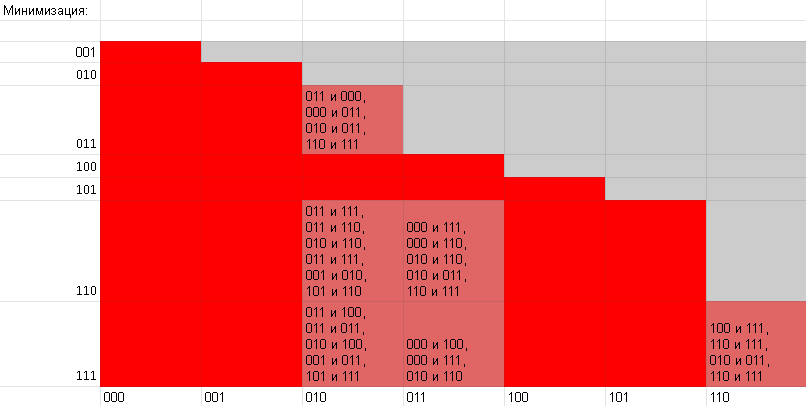 Минимизация:
001
010
011 и 000,
000 и 011,
010 и 011,
110 и 111
011
100
101
011 и 111,
011 и 110,
010 и 110,
011 и 111,
001 и 010,
101 и 110
000 и 111,
000 и 110,
010 и 110,
010 и 011,
110 и 111
110
011 и 100,
011 и 011,
010 и 100,
001 и 011,
101 и 111
000 и 100,
000 и 111,
010 и 110
100 и 111,
110 и 111,
010 и 011,
110 и 111
111
000
001
010
011
100
101
110